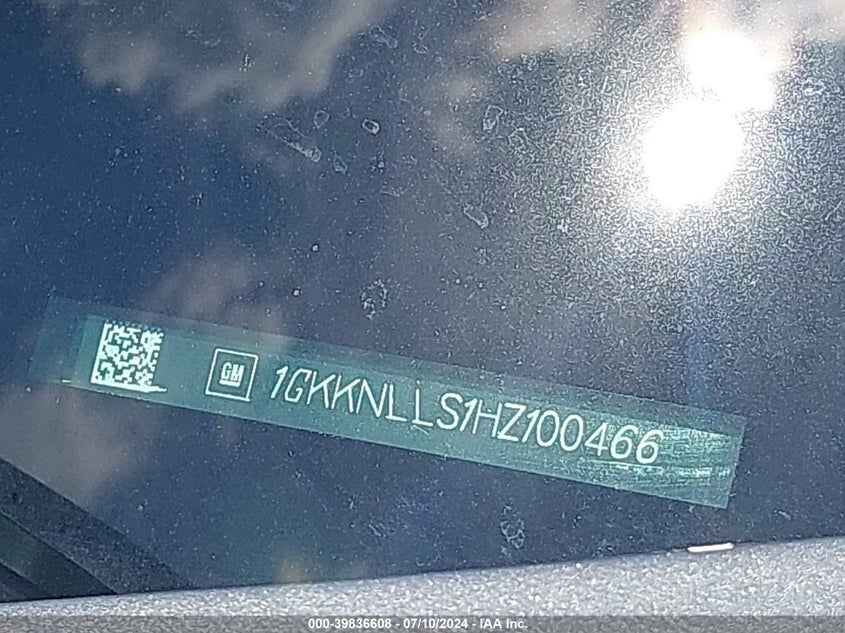 GM 1GKKNLLS1HZ100466
000-39836608 - 07/10/2024 - IAA Inc.